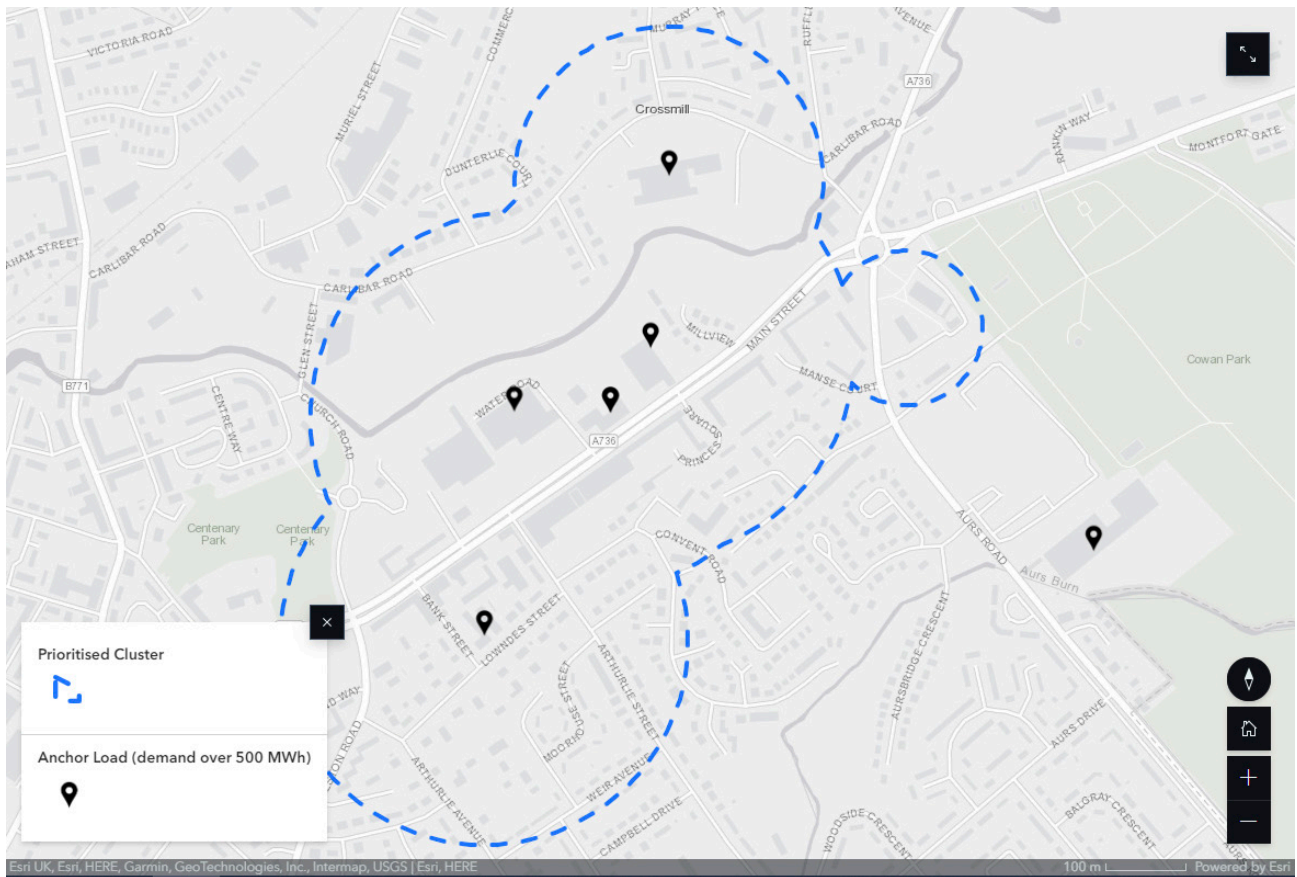 VICTORIA ROAD
COMMERC
MURRAY
RUFFLE
AVENUE
A736
MURIEL STREET
Crossmill
CARLIBAR ROAD
RANKIN WAY
MONTFORT GATE
DUNTERLIE COURT
AHAM STREET
CARLIBAR ROAD
CARLIBAR ROAD
GLEN STREET
MILLVIEW
MAIN STREET
Cowan Park
B771
MANSE COURT
CENTRE WAY
CHURCH ROAD
WATER ROAD
PRINCES SQUARE
A736
Centenary
Park
Centenary
Park
AURS ROAD
CONVENT ROAD
Aurs Burn
BANK STREET
LOWNDES STREET
AURSBRIDGE CRESCENT
Prioritised Cluster
ARTHURLIE STREET
MOORHOUSE STREET
D WAY
AURS DRIVE
Anchor Load (demand over 500 MWh)
ON ROAD
WEIR AVENUE
ARTHURLIE AVENUE
CAMPBELL DRIVE
WOODSIDE CRESCENT
BALGRAY CRESCENT
AURS
Esri UK, Esri, HERE, Garmin, GeoTechnologies, Inc., Intermap, USGS | Esri, HERE
100 m
Powered by Esri